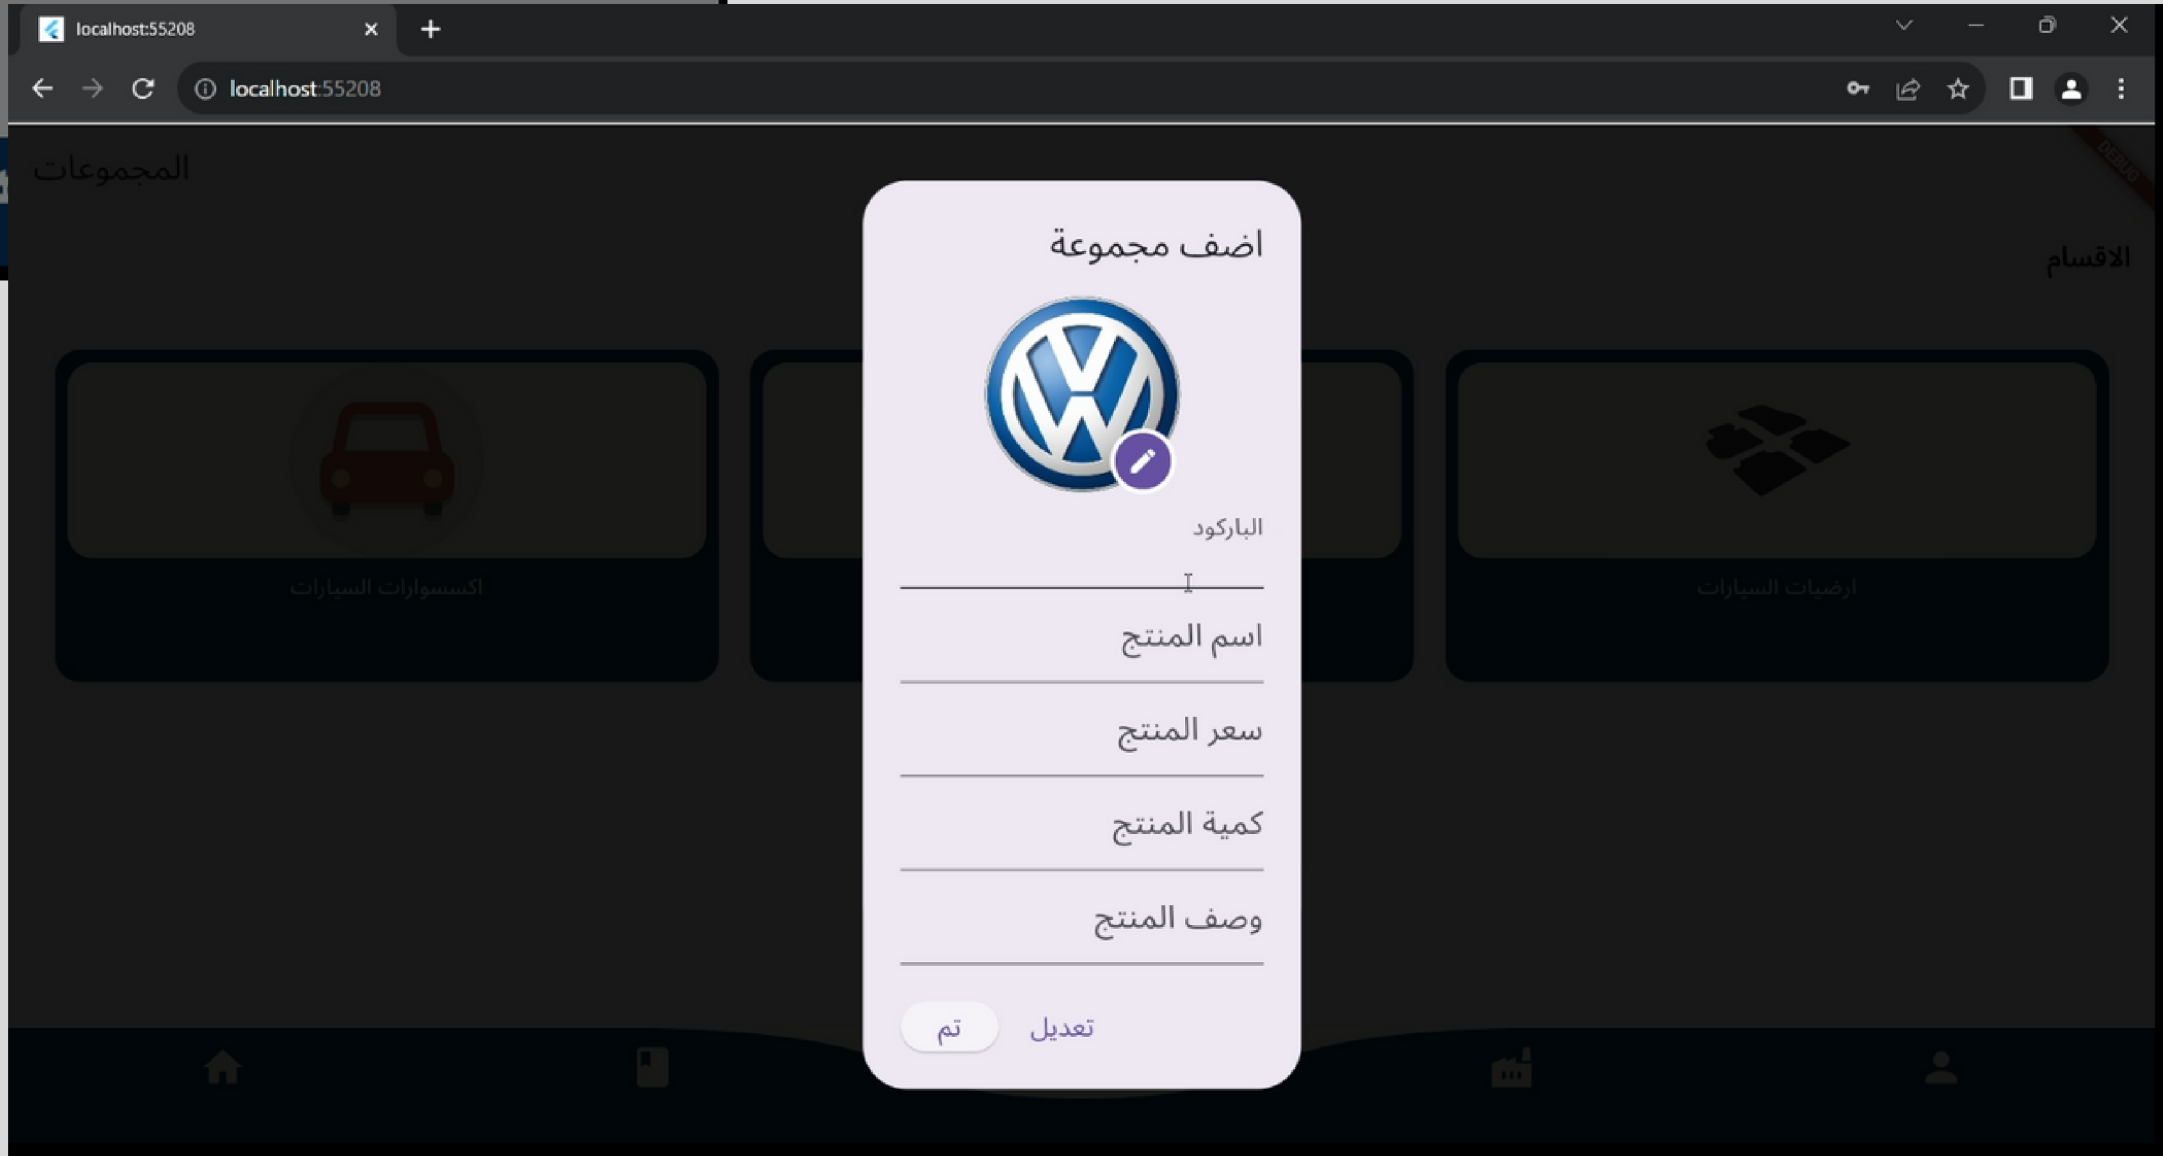 localhost:55208
localhost:55208
DEBUG
المجموعات
الاقسام
اضف مجموعة
الباركود
اسم المنتج
سعر المنتج
كمية المنتج
وصف المنتج
تعديل
تم
ارضيات السيارات
اكسسوارات السيارات